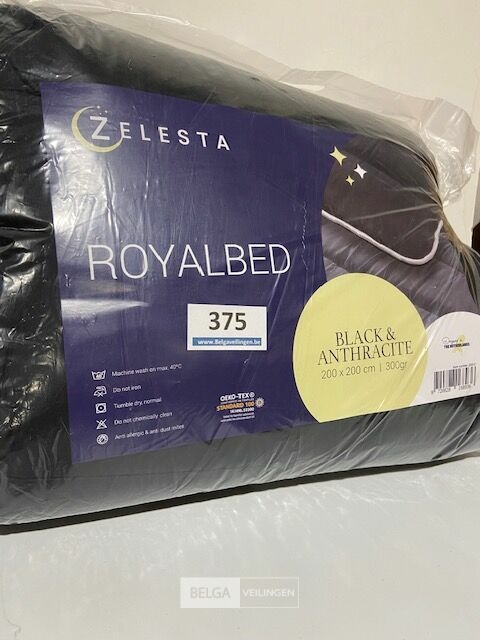 ZELESTA
ROYALBED
375
www.Belgaveilingen.be
BLACK &
ANTHRACITE
200 x 200 cm | 300gr
THE NETHERLANDS
Machine wash on max. 40°C
Do not iron
Tumble dry, normal
Do not chemically clean
Anti allergic & anti dust mites
OEKO-TEX®
STANDARD 100
BELGA VEILINGEN